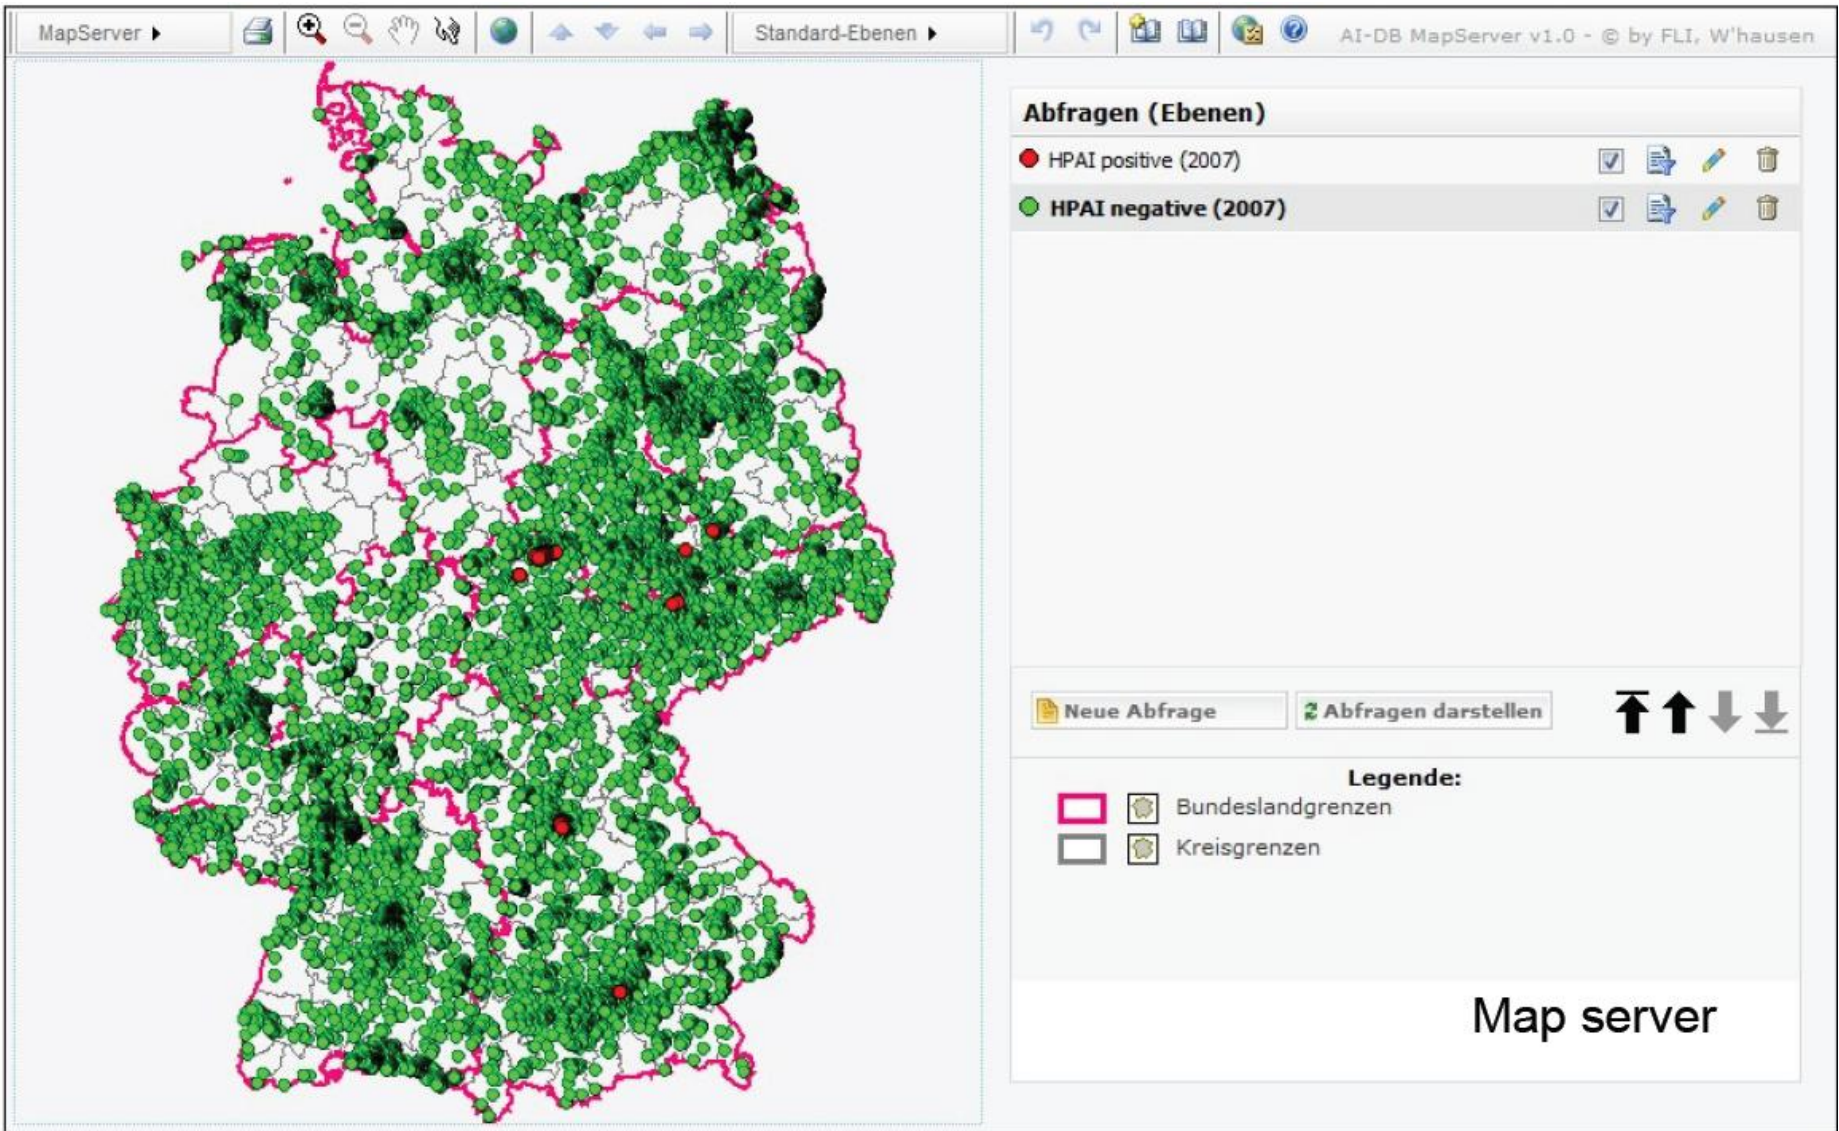 MapServer
Standard-Ebenen
AI-DB MapServer v1.0 - © by FLI, W'hausen
Abfragen (Ebenen)
HPAI positive (2007)
HPAI negative (2007)
Neue Abfrage
Abfragen darstellen
Legende:
Bundeslandgrenzen
Kreisgrenzen
Map server